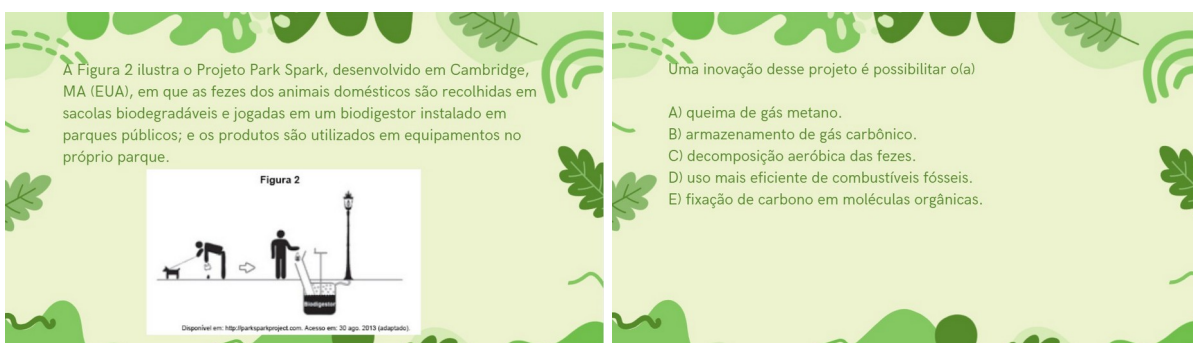 A Figura 2 ilustra o Projeto Park Spark, desenvolvido em Cambridge,
MA (EUA), em que as fezes dos animais domésticos são recolhidas em
sacolas biodegradáveis e jogadas em um biodigestor instalado em
parques públicos; e os produtos são utilizados em equipamentos no
próprio parque.
Figura 2
Biodigestor
Disponível em: http://parksparkproject.com. Acesso em: 30 ago. 2013 (adaptado).
Uma inovação desse projeto é possibilitar o(a)
A) queima de gás metano.
B) armazenamento de gás carbônico.
C) decomposição aeróbica das fezes.
D) uso mais eficiente de combustíveis fósseis.
E) fixação de carbono em moléculas orgânicas.